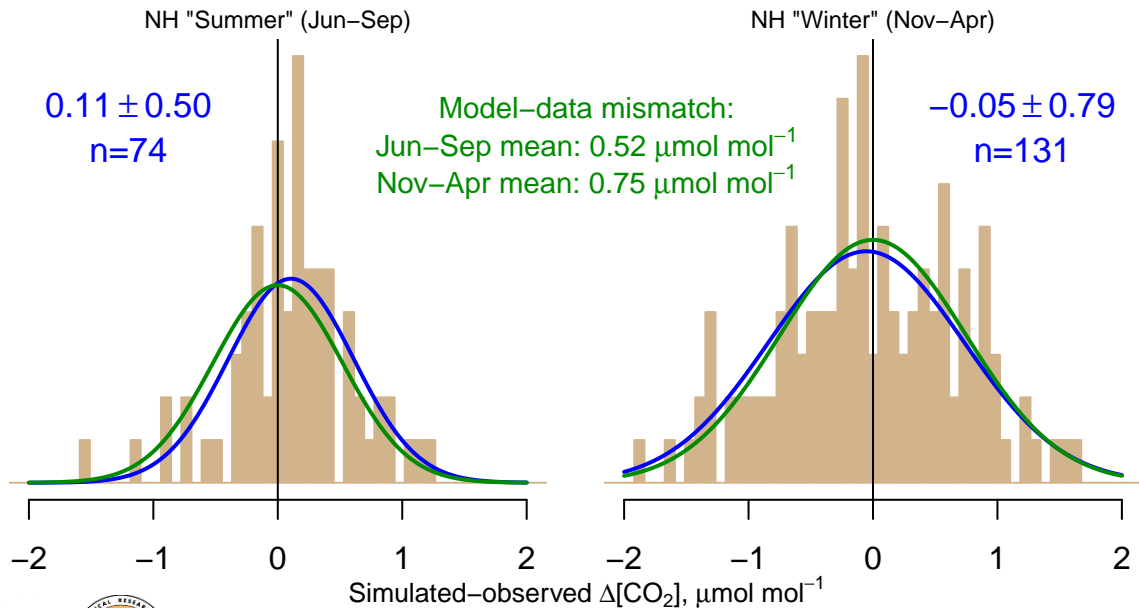 NH "Summer" (Jun−Sep)
NH "Winter" (Nov−Apr)
0.11 ± 0.50
n=74
Model−data mismatch:
Jun−Sep mean: 0.52 μmol mol⁻¹
Nov−Apr mean: 0.75 μmol mol⁻¹
−0.05 ± 0.79
n=131
−2 −1 0 1 2
−2 −1 0 1 2
Simulated−observed Δ[CO₂], μmol mol⁻¹